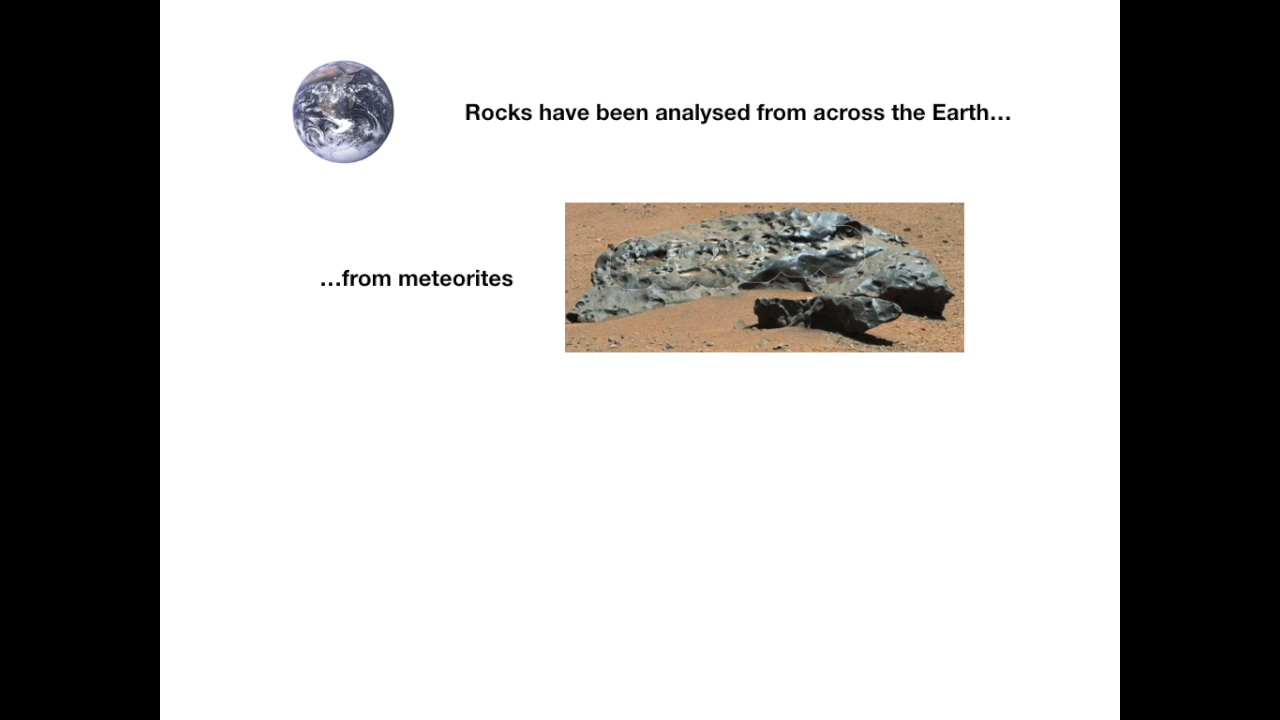 Rocks have been analysed from across the Earth…
…from meteorites